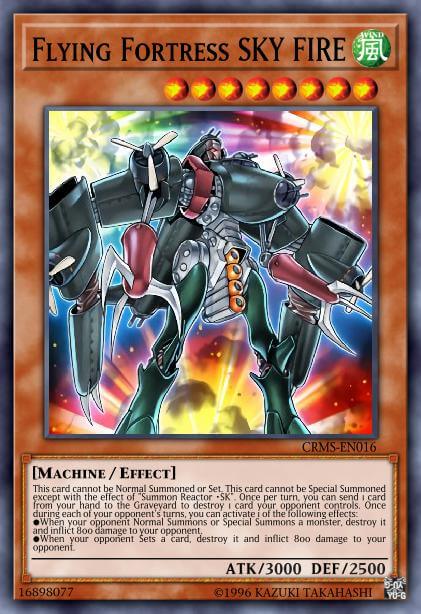 Flying Fortress SKY FIRE
WIND
風
CRMS-EN016
[Machine / Effect]
This card cannot be Normal Summoned or Set. This card cannot be Special Summoned
except with the effect of "Summon Reactor ・SK". Once per turn, you can send 1 card
from your hand to the Graveyard to destroy 1 card your opponent controls. Once
during each of your opponent's turns, you can activate 1 of the following effects:
●When your opponent Normal Summons or Special Summons a monster, destroy it
and inflict 800 damage to your opponent.
●When your opponent Sets a card, destroy it and inflict 800 damage to your
opponent.
ATK/3000 DEF/2500
16898077
©1996 KAZUKI TAKAHASHI